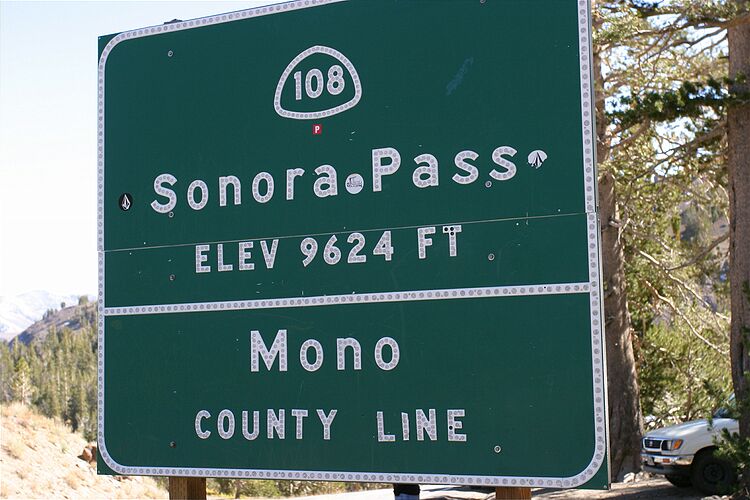 108
P
Sonora Pass
ELEV 9624 FT
Mono
COUNTY LINE